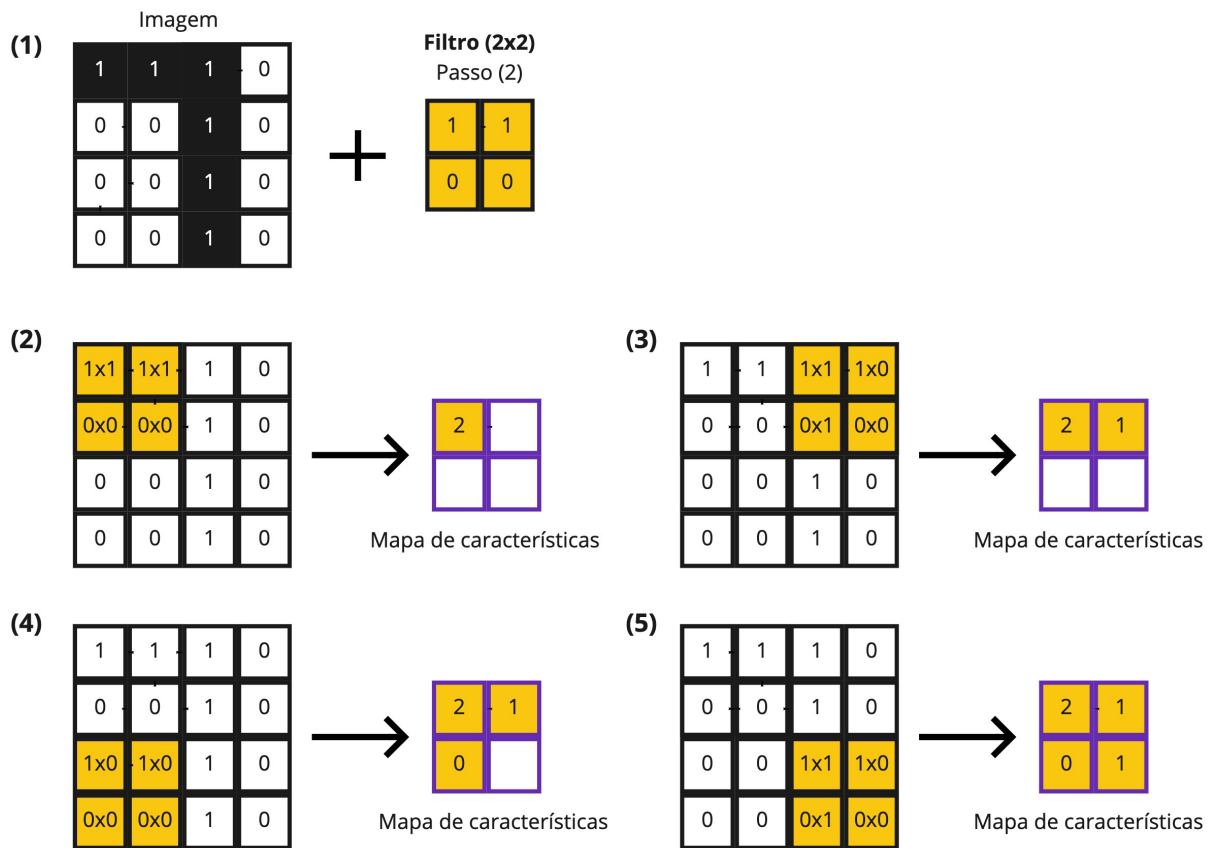 Imagem
(1)
Filtro (2x2)
Passo (2)
1 1 1 0
0 0 1 0
0 0 1 0
0 0 1 0
+
1 1
0 0
(2)
1x1 1x1 1 0
0x0 0x0 1 0
0 0 1 0
0 0 1 0
2
Mapa de características
(3)
1 1 1x1 1x0
0 0 0x1 0x0
0 0 1 0
0 0 1 0
2 1
Mapa de características
(4)
1 1 1 0
0 0 1 0
1x0 1x0 1 0
0x0 0x0 1 0
2 1
0
Mapa de características
(5)
1 1 1 0
0 0 1 0
0 0 1x1 1x0
0 0 0x1 0x0
2 1
0 1
Mapa de características